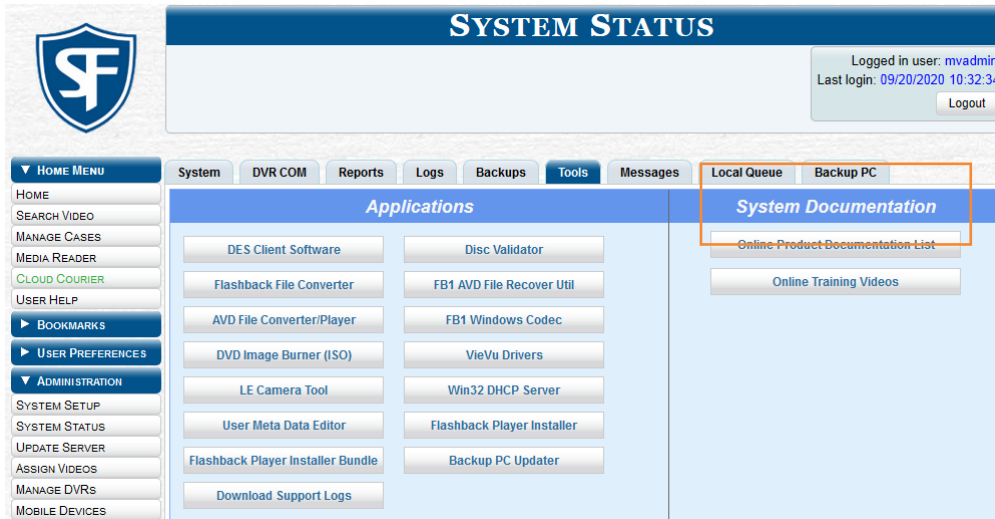 SYSTEM STATUS
SF
Logged in user: mvadmin
Last login: 09/20/2020 10:32:34
Logout
▼ HOME MENU
HOME
SEARCH VIDEO
MANAGE CASES
MEDIA READER
CLOUD COURIER
USER HELP
► BOOKMARKS
► USER PREFERENCES
▼ ADMINISTRATION
SYSTEM SETUP
SYSTEM STATUS
UPDATE SERVER
ASSIGN VIDEOS
MANAGE DVRS
MOBILE DEVICES
System DVR COM Reports Logs Backups Tools Messages Local Queue Backup PC
Applications
DES Client Software Disc Validator
Flashback File Converter FB1 AVD File Recover Util
AVD File Converter/Player FB1 Windows Codec
DVD Image Burner (ISO) VieVu Drivers
LE Camera Tool Win32 DHCP Server
User Meta Data Editor Flashback Player Installer
Flashback Player Installer Bundle Backup PC Updater
Download Support Logs
System Documentation
Online Product Documentation List
Online Training Videos